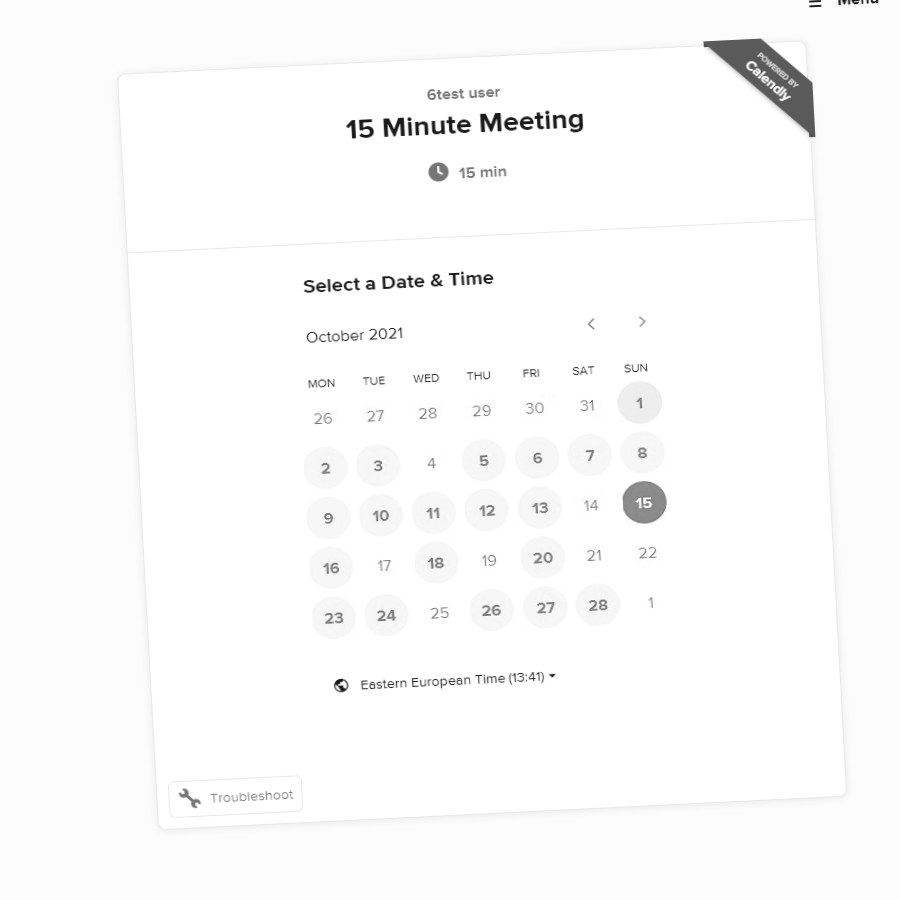 Menu
POWERED BY
Calendly
6test user
15 Minute Meeting
15 min
Select a Date & Time
October 2021
MON TUE WED THU FRI SAT SUN
26 27 28 29 30 31 1
2 3 4 5 6 7 8
9 10 11 12 13 14 15
16 17 18 19 20 21 22
23 24 25 26 27 28 1
Eastern European Time (13:41)
Troubleshoot